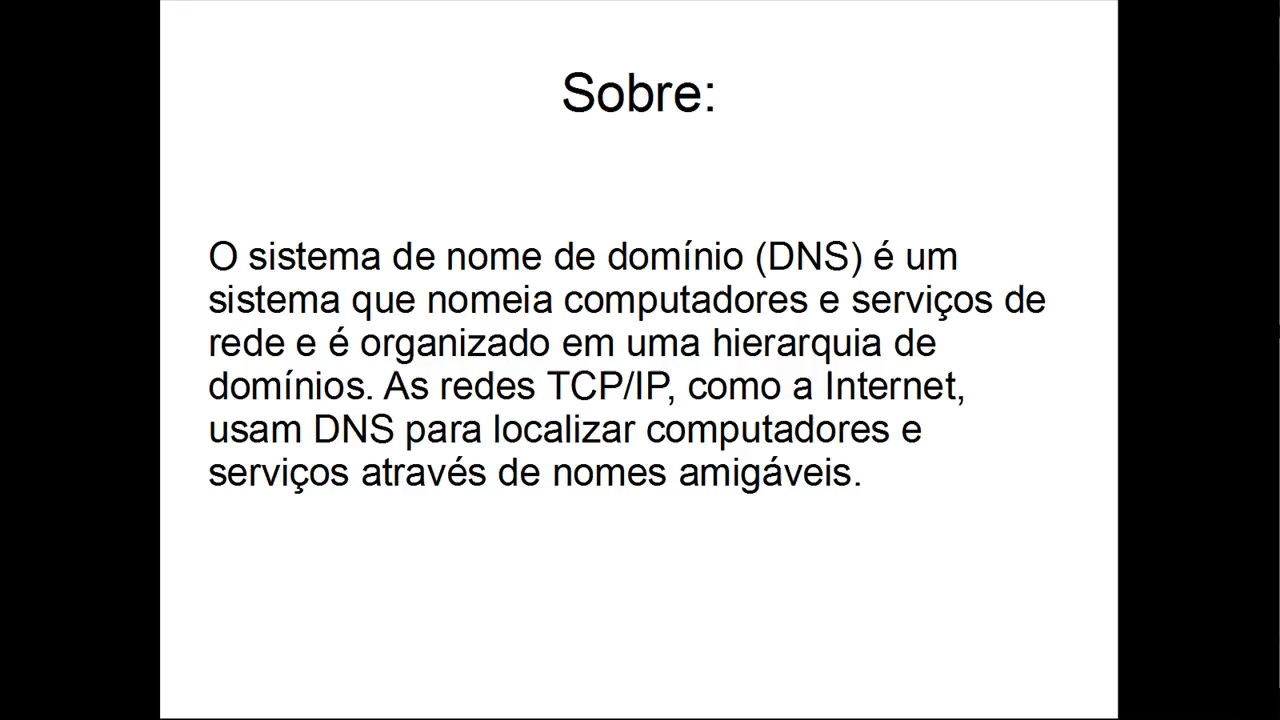 Sobre:
O sistema de nome de domínio (DNS) é um
sistema que nomeia computadores e serviços de
rede e é organizado em uma hierarquia de
domínios. As redes TCP/IP, como a Internet,
usam DNS para localizar computadores e
serviços através de nomes amigáveis.